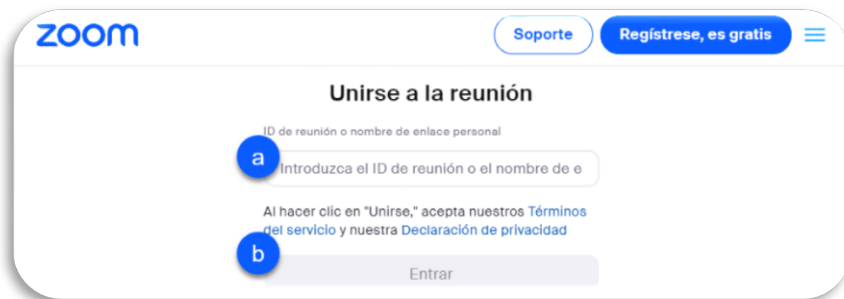 zoom
Soporte
Regístrese, es gratis
Unirse a la reunión
ID de reunión o nombre de enlace personal
a
Introduzca el ID de reunión o el nombre de e
Al hacer clic en "Unirse," acepta nuestros Términos
del servicio y nuestra Declaración de privacidad
b
Entrar